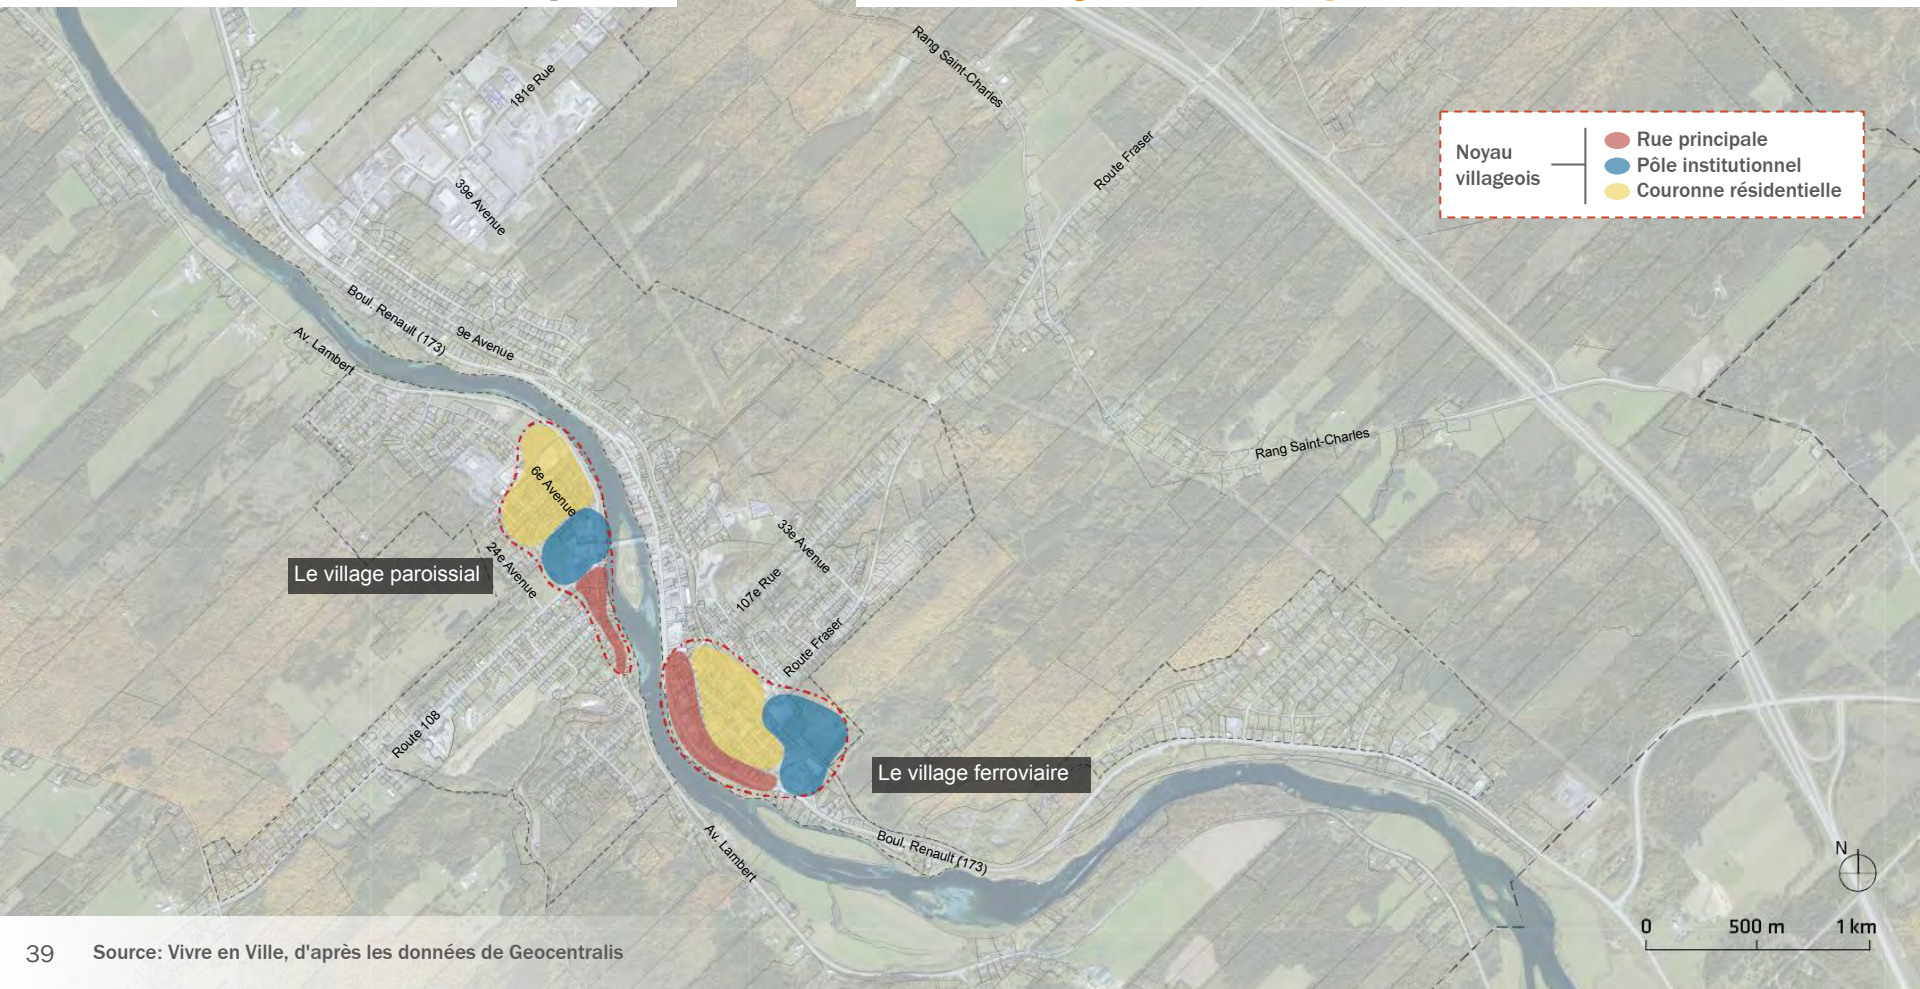 Rang Saint-Charles
181e Rue
Route Fraser
39e Avenue
Noyau
villageois
Rue principale
Pôle institutionnel
Couronne résidentielle
Boul. Renault (173)
9e Avenue
Av. Lambert
Rang Saint-Charles
6e Avenue
33e Avenue
24e Avenue
Le village paroissial
107e Rue
Route Fraser
Route 108
Le village ferroviaire
Boul. Renault (173)
Av. Lambert
N
0 500 m 1 km
39 Source: Vivre en Ville, d'après les données de Geocentralis